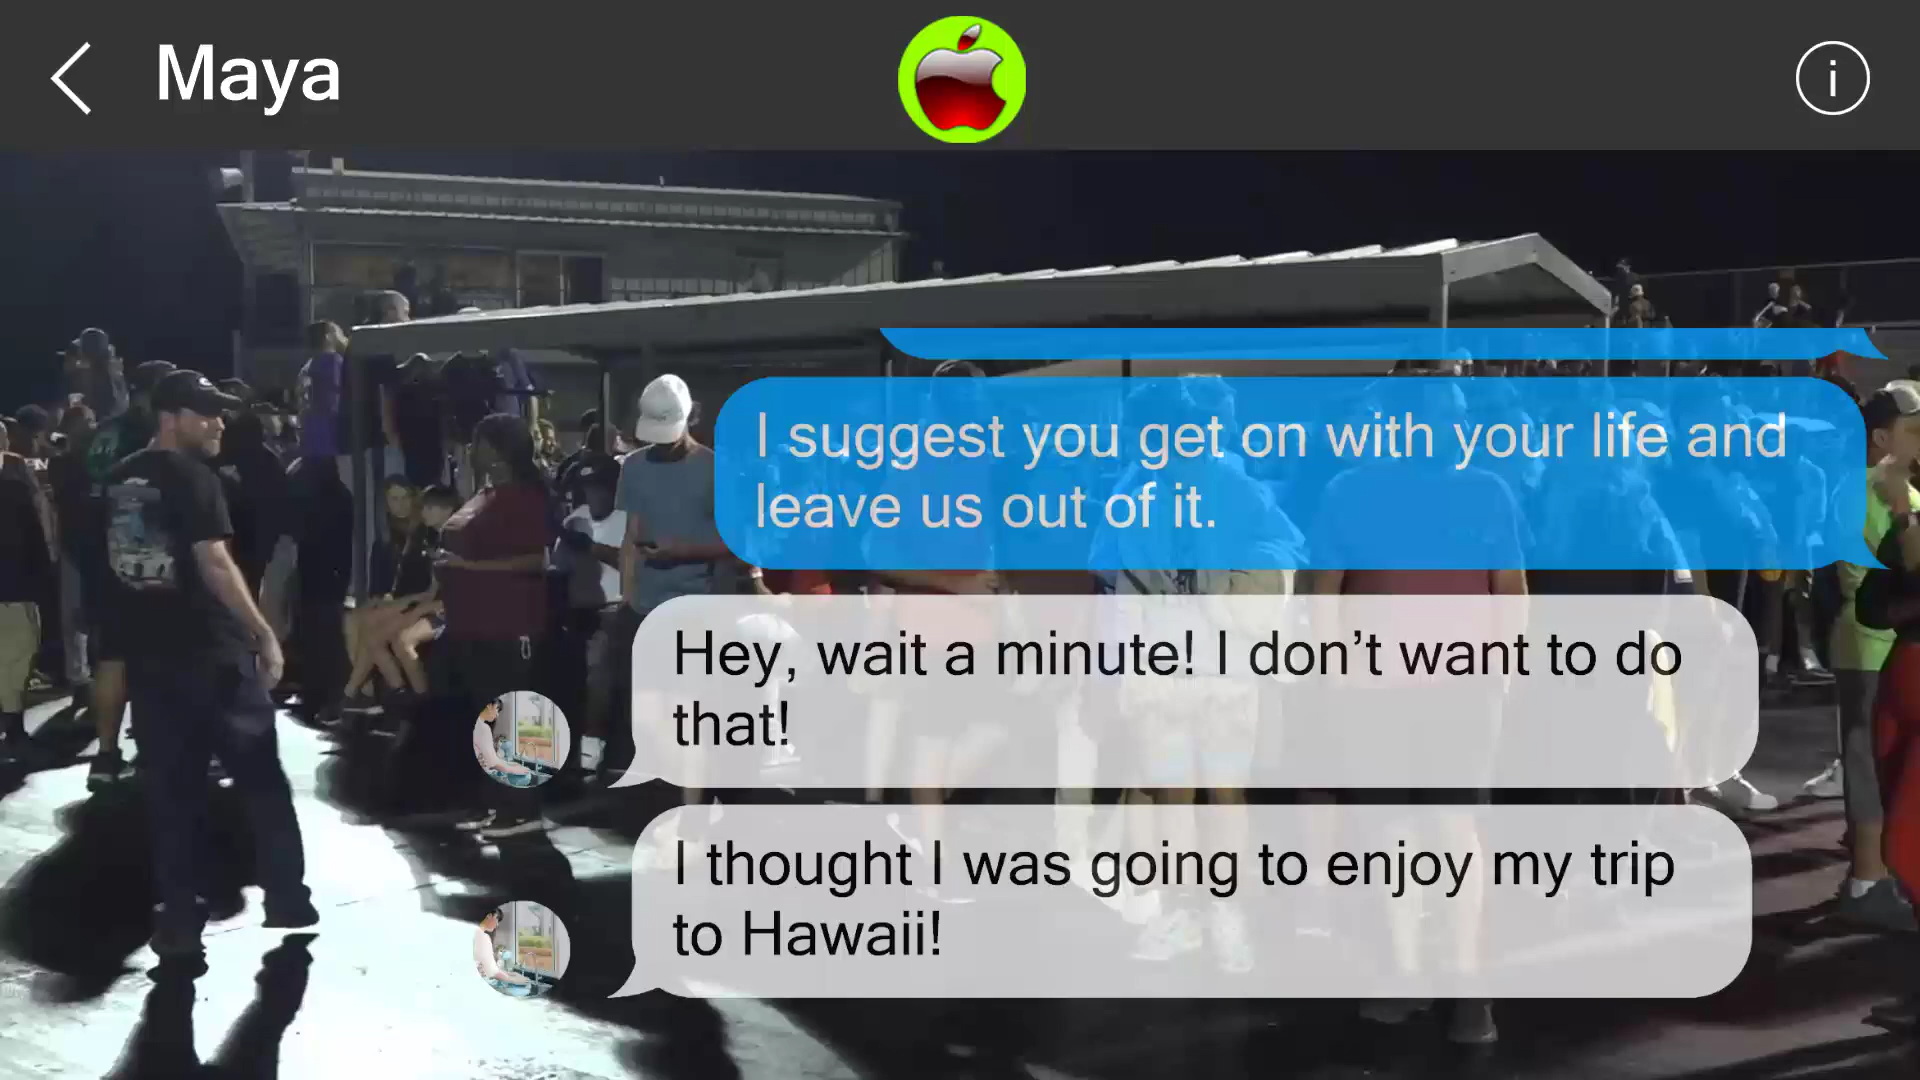 Maya
I suggest you get on with your life and
leave us out of it.
Hey, wait a minute! I don’t want to do
that!
I thought I was going to enjoy my trip
to Hawaii!